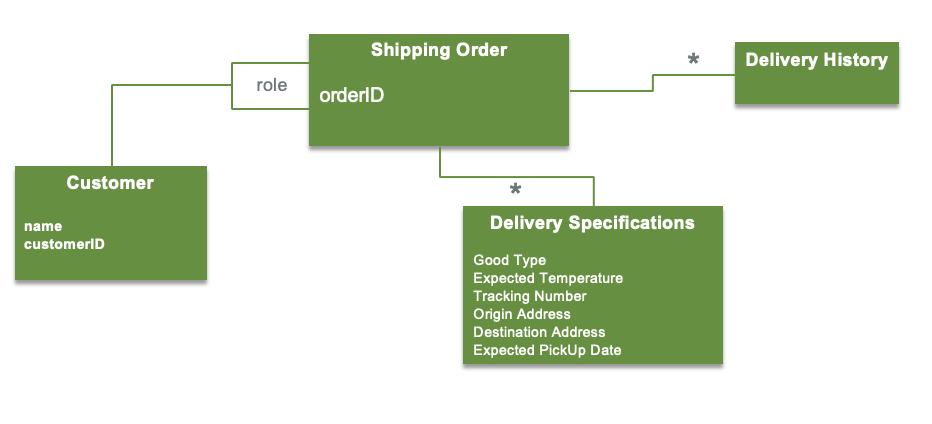 Shipping Order
orderID
role
*
Delivery History
Customer
name
customerID
*
Delivery Specifications
Good Type
Expected Temperature
Tracking Number
Origin Address
Destination Address
Expected PickUp Date